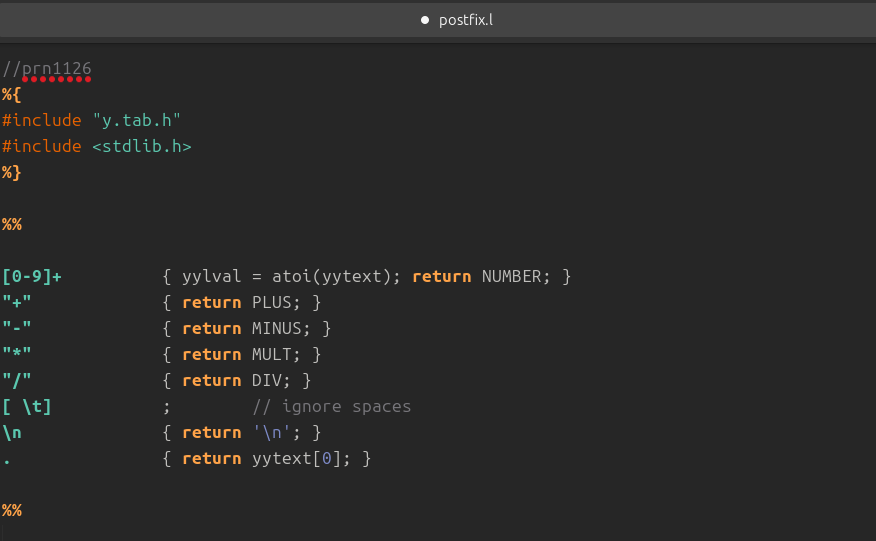 postfix.l
//prn1126
%{
#include "y.tab.h"
#include <stdlib.h>
%}
%%
[0-9]+ { yylval = atoi(yytext); return NUMBER; }
"+" { return PLUS; }
"-" { return MINUS; }
"*" { return MULT; }
"/" { return DIV; }
[ \t] ; // ignore spaces
\n { return '\n'; }
. { return yytext[0]; }
%%